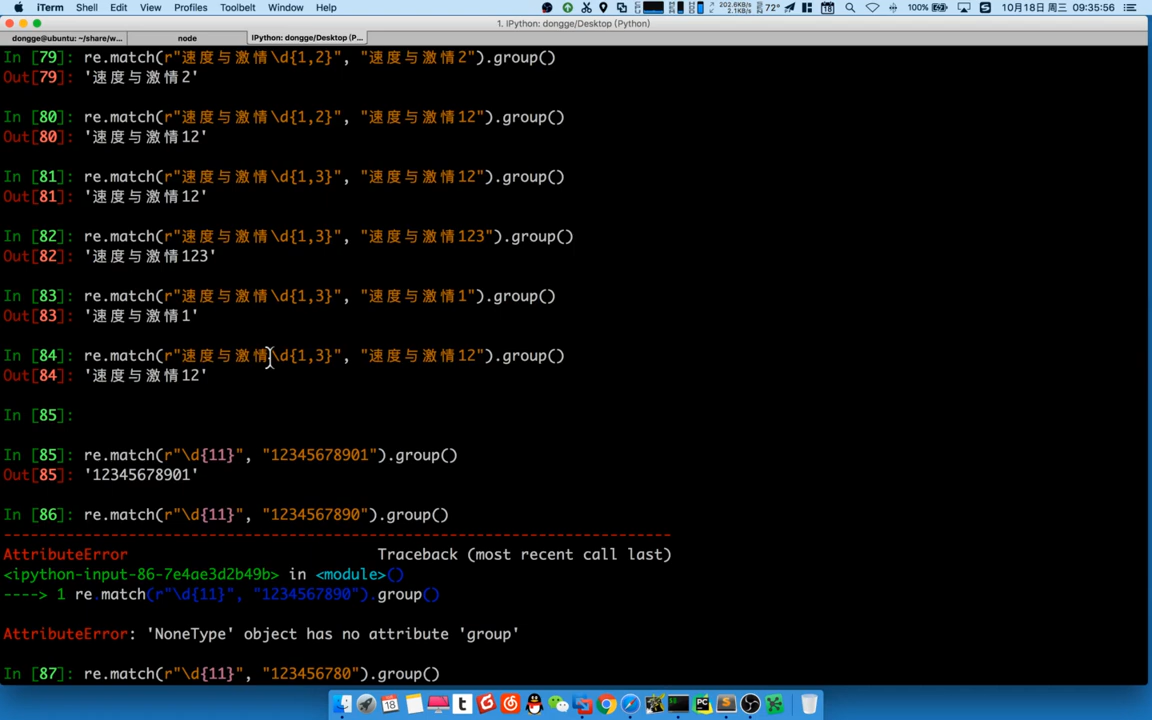 iTerm Shell Edit View Profiles Toolbelt Window Help 202.6KB/s 2.1KB/s 72° 18 100% 10月18日 周三 09:35:56
1. IPython: dongge/Desktop (Python)
dongge@ubuntu: ~/share/w... node IPython: dongge/Desktop (P...
In [79]: re.match(r"速度与激情\d{1,2}", "速度与激情2").group()
Out[79]: '速度与激情2'
In [80]: re.match(r"速度与激情\d{1,2}", "速度与激情12").group()
Out[80]: '速度与激情12'
In [81]: re.match(r"速度与激情\d{1,3}", "速度与激情12").group()
Out[81]: '速度与激情12'
In [82]: re.match(r"速度与激情\d{1,3}", "速度与激情123").group()
Out[82]: '速度与激情123'
In [83]: re.match(r"速度与激情\d{1,3}", "速度与激情1").group()
Out[83]: '速度与激情1'
In [84]: re.match(r"速度与激情\d{1,3}", "速度与激情12").group()
Out[84]: '速度与激情12'
In [85]:
In [85]: re.match(r"\d{11}", "12345678901").group()
Out[85]: '12345678901'
In [86]: re.match(r"\d{11}", "1234567890").group()
---------------------------------------------------------------------------
AttributeError Traceback (most recent call last)
<ipython-input-86-7e4ae3d2b49b> in <module>()
----> 1 re.match(r"\d{11}", "1234567890").group()
AttributeError: 'NoneType' object has no attribute 'group'
In [87]: re.match(r"\d{11}", "123456780").group()